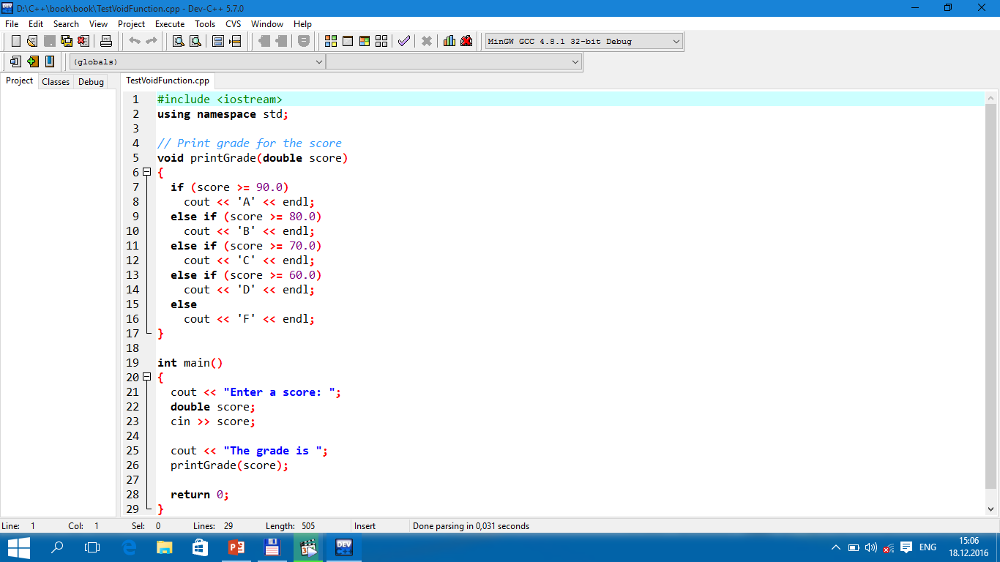 D:\C++\book\book\TestVoidFunction.cpp - Dev-C++ 5.7.0
File Edit Search View Project Execute Tools CVS Window Help
MinGW GCC 4.8.1 32-bit Debug
(globals)
Project Classes Debug TestVoidFunction.cpp
1 #include <iostream>
2 using namespace std;
3
4 // Print grade for the score
5 void printGrade(double score)
6 {
7 if (score >= 90.0)
8 cout << 'A' << endl;
9 else if (score >= 80.0)
10 cout << 'B' << endl;
11 else if (score >= 70.0)
12 cout << 'C' << endl;
13 else if (score >= 60.0)
14 cout << 'D' << endl;
15 else
16 cout << 'F' << endl;
17 }
18
19 int main()
20 {
21 cout << "Enter a score: ";
22 double score;
23 cin >> score;
24
25 cout << "The grade is ";
26 printGrade(score);
27
28 return 0;
29 }
Line: 1 Col: 1 Sel: 0 Lines: 29 Length: 505 Insert Done parsing in 0,031 seconds
ENG
15:06
18.12.2016